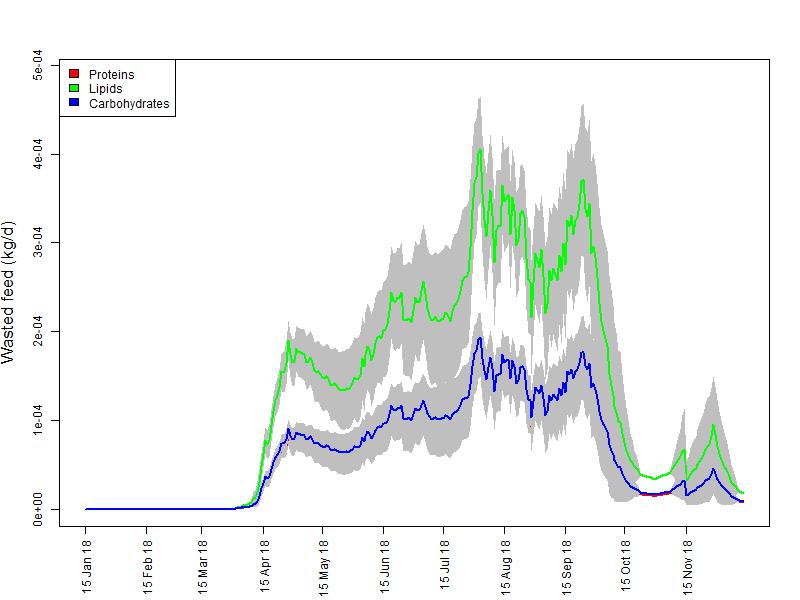 Proteins
Lipids
Carbohydrates
Wasted feed (kg/d)
5e-04
4e-04
3e-04
2e-04
1e-04
0e+00
15 Jan 18
15 Feb 18
15 Mar 18
15 Apr 18
15 May 18
15 Jun 18
15 Jul 18
15 Aug 18
15 Sep 18
15 Oct 18
15 Nov 18